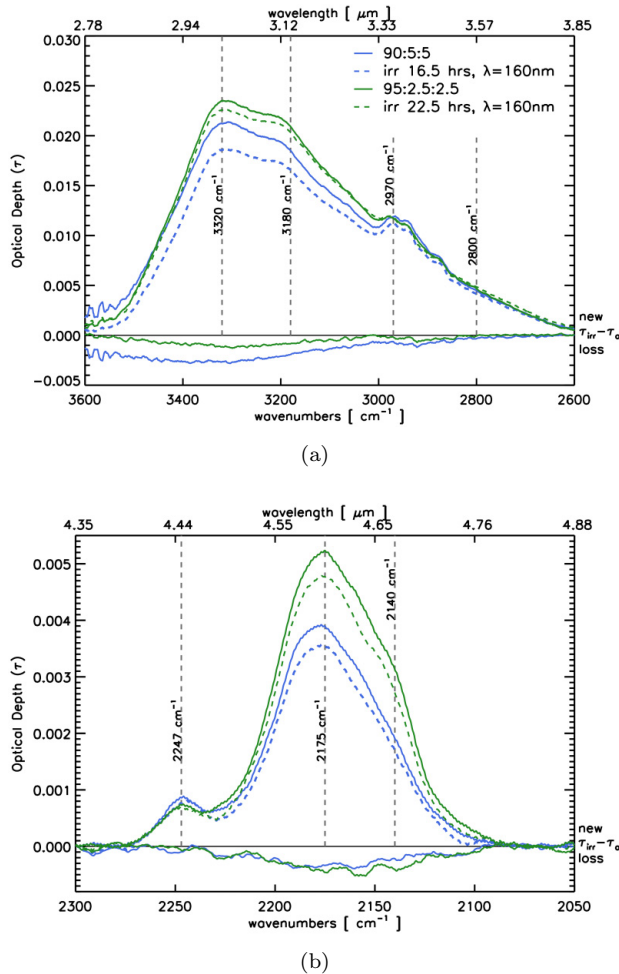 wavelength [ μm ]
2.78 2.94 3.12 3.33 3.57 3.85
0.030
0.025
0.020
0.015
0.010
0.005
0.000
−0.005
Optical Depth (τ)
90:5:5
irr 16.5 hrs, λ=160nm
95:2.5:2.5
irr 22.5 hrs, λ=160nm
3320 cm⁻¹
3180 cm⁻¹
2970 cm⁻¹
2800 cm⁻¹
new
τirr−τo
loss
3600 3400 3200 3000 2800 2600
wavenumbers [ cm⁻¹ ]
(a)
wavelength [ μm ]
4.35 4.44 4.55 4.65 4.76 4.88
0.005
0.004
0.003
0.002
0.001
0.000
Optical Depth (τ)
2247 cm⁻¹
2175 cm⁻¹
2140 cm⁻¹
new
τirr−τo
loss
2300 2250 2200 2150 2100 2050
wavenumbers [ cm⁻¹ ]
(b)